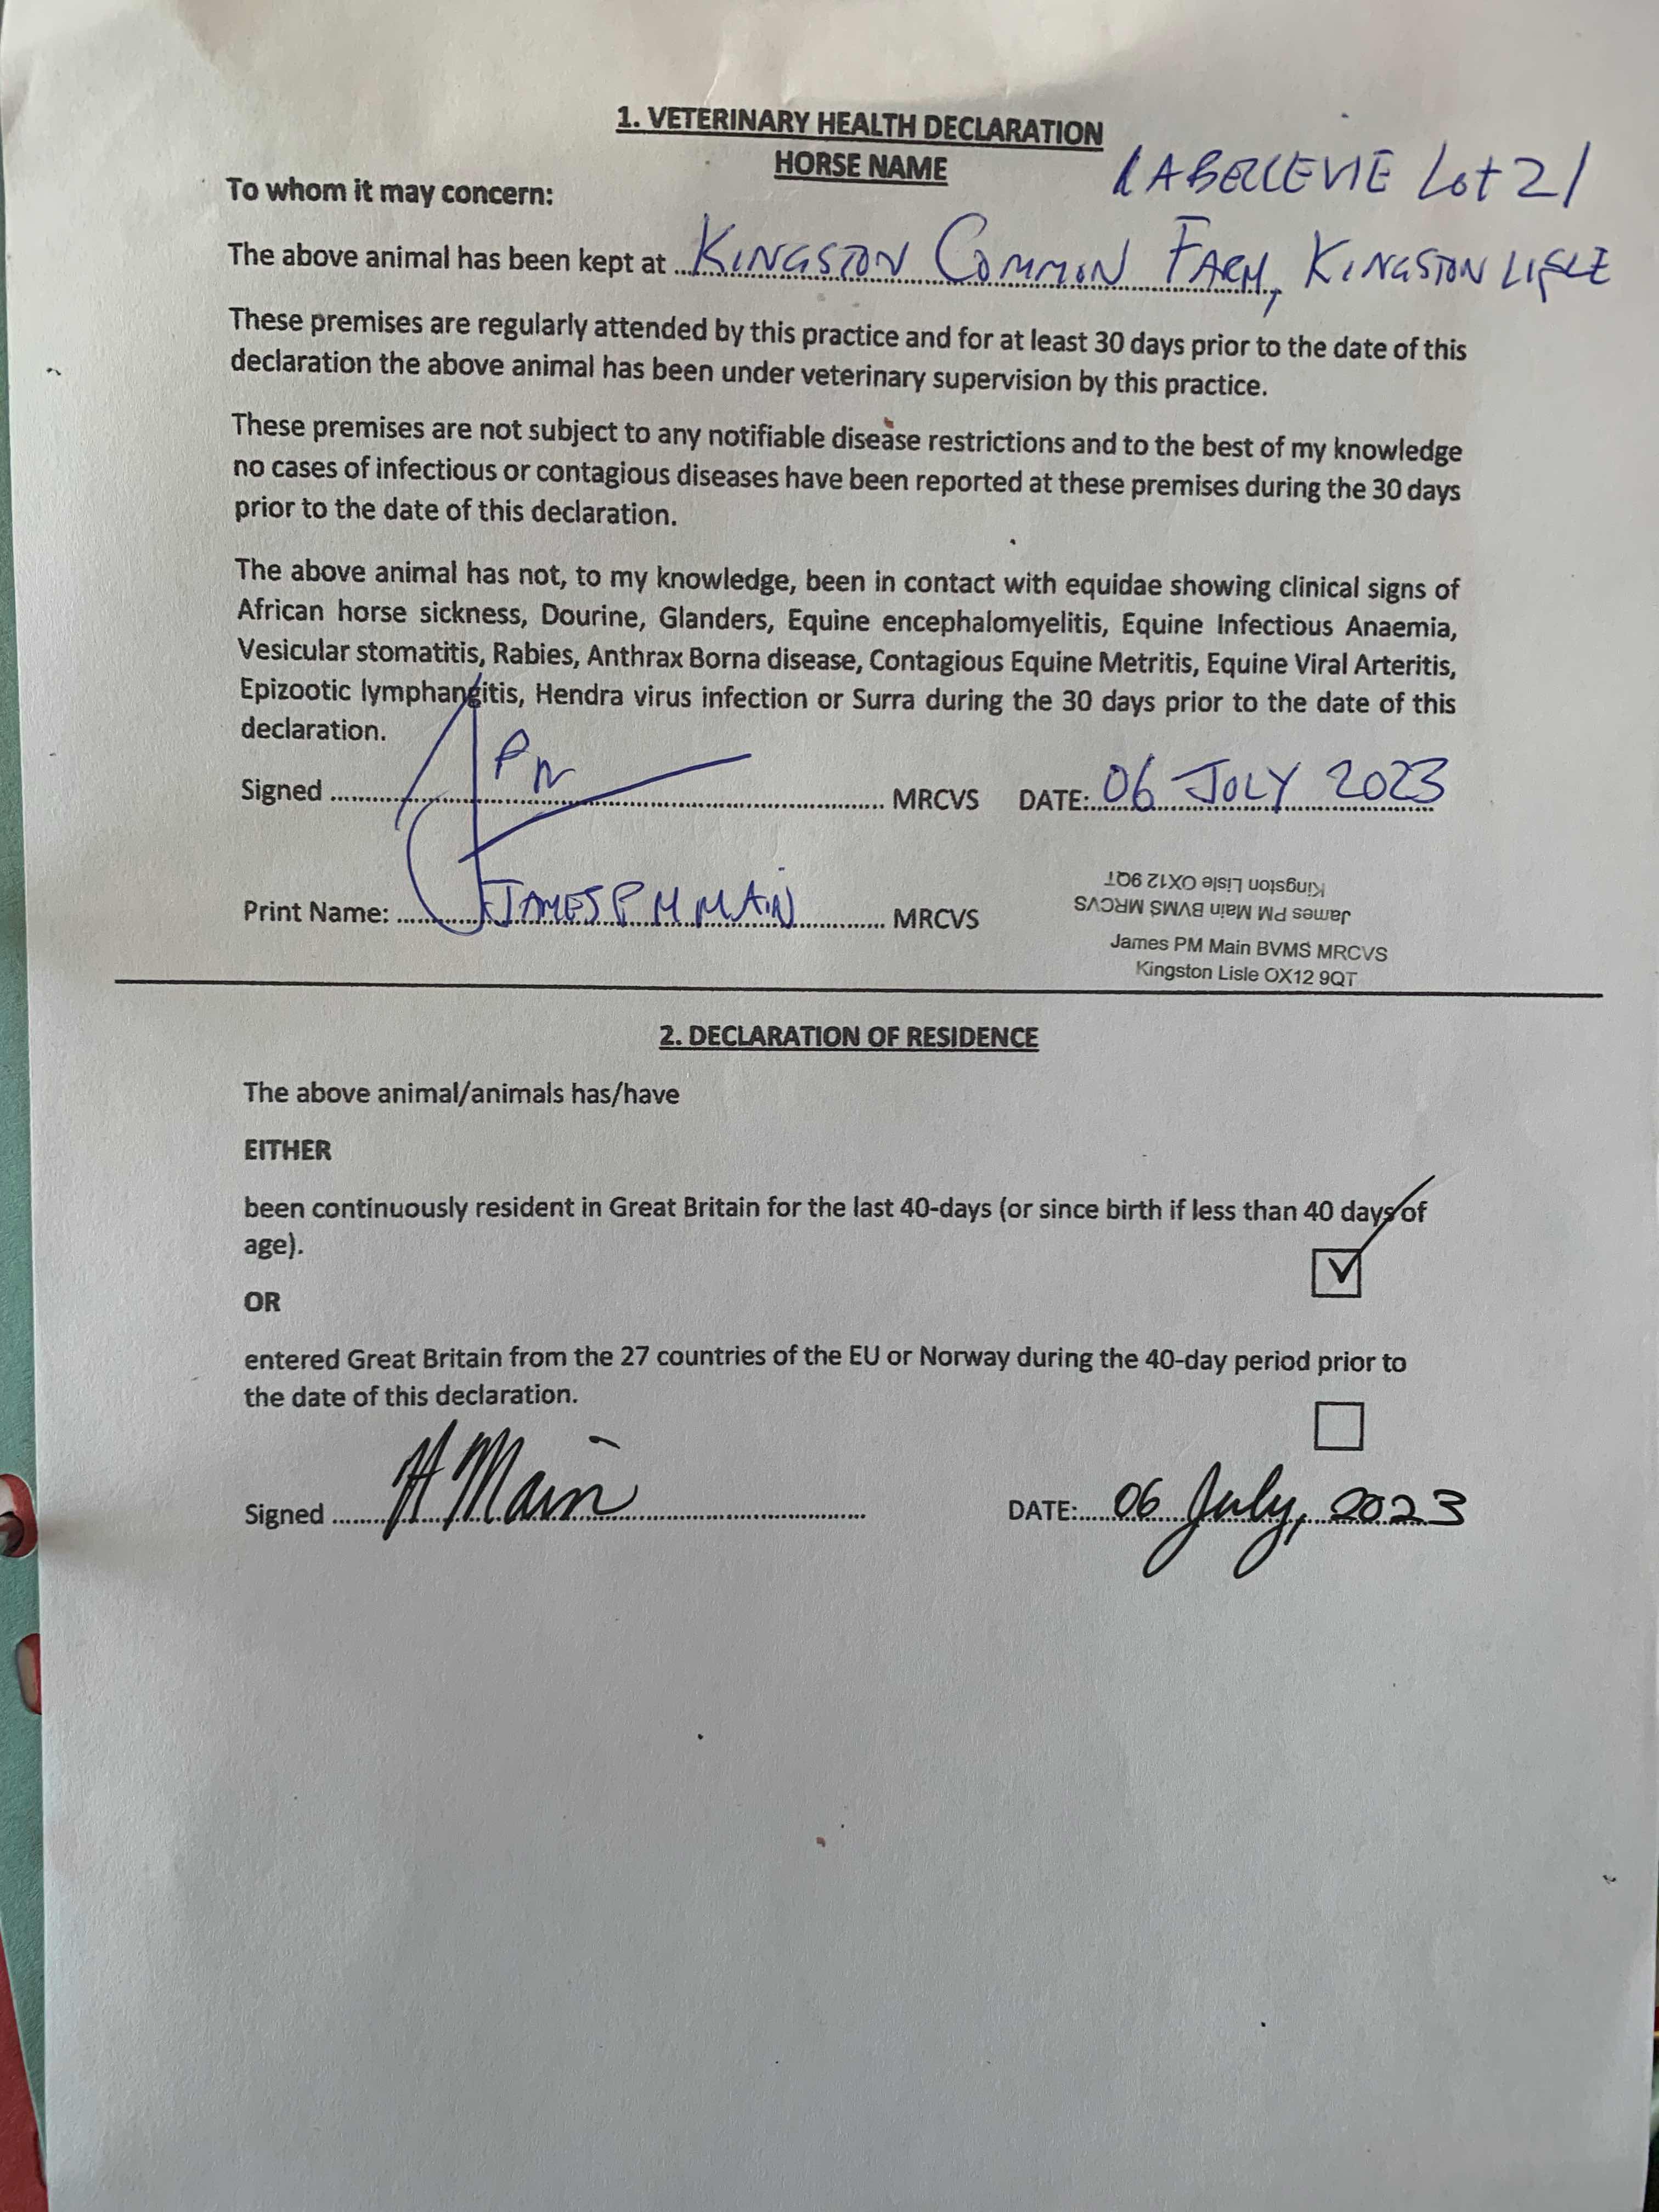 1. VETERINARY HEALTH DECLARATION
HORSE NAME
LABELLEVIE Lot 21
To whom it may concern:
The above animal has been kept at KINGSTON COMMON FARM, KINGSTON LISLE
These premises are regularly attended by this practice and for at least 30 days prior to the date of this
declaration the above animal has been under veterinary supervision by this practice.
These premises are not subject to any notifiable disease restrictions and to the best of my knowledge
no cases of infectious or contagious diseases have been reported at these premises during the 30 days
prior to the date of this declaration.
The above animal has not, to my knowledge, been in contact with equidae showing clinical signs of
African horse sickness, Dourine, Glanders, Equine encephalomyelitis, Equine Infectious Anaemia,
Vesicular stomatitis, Rabies, Anthrax Borna disease, Contagious Equine Metritis, Equine Viral Arteritis,
Epizootic lymphangitis, Hendra virus infection or Surra during the 30 days prior to the date of this
declaration.
Signed MRCVS DATE: 06 JULY 2023
Kingston Lisle OX12 9QT
James PM Main BVMS MRCVS
Print Name: JAMES P M MAIN MRCVS
James PM Main BVMS MRCVS
Kingston Lisle OX12 9QT
2. DECLARATION OF RESIDENCE
The above animal/animals has/have
EITHER
been continuously resident in Great Britain for the last 40-days (or since birth if less than 40 days of
age).
OR
entered Great Britain from the 27 countries of the EU or Norway during the 40-day period prior to
the date of this declaration.
Signed H Main DATE: 06 July, 2023